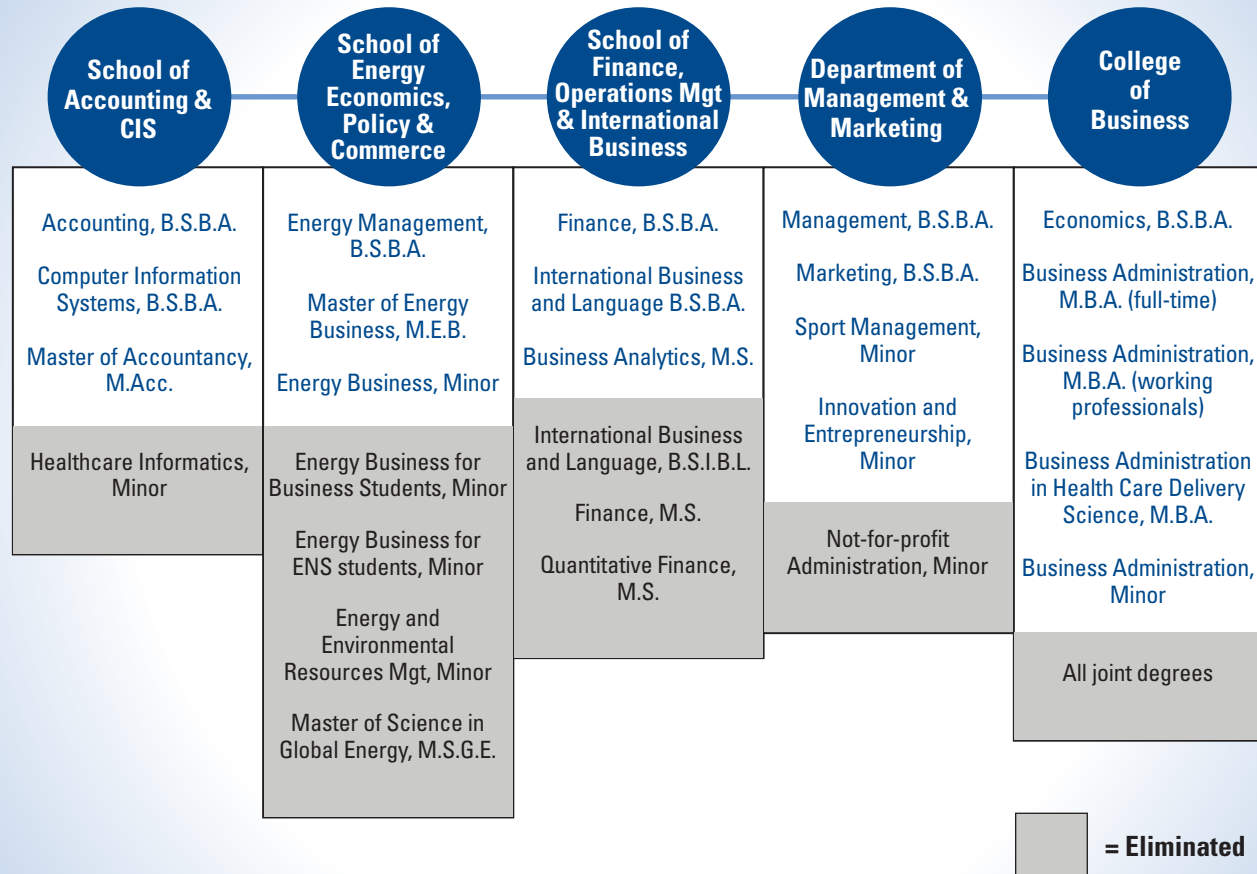 School of
Accounting &
CIS
School of
Energy
Economics,
Policy &
Commerce
School of
Finance,
Operations Mgt
& International
Business
Department of
Management &
Marketing
College
of
Business
Accounting, B.S.B.A.
Computer Information
Systems, B.S.B.A.
Master of Accountancy,
M.Acc.
Healthcare Informatics,
Minor
Energy Management,
B.S.B.A.
Master of Energy
Business, M.E.B.
Energy Business, Minor
Energy Business for
Business Students, Minor
Energy Business for
ENS students, Minor
Energy and
Environmental
Resources Mgt, Minor
Master of Science in
Global Energy, M.S.G.E.
Finance, B.S.B.A.
International Business
and Language B.S.B.A.
Business Analytics, M.S.
International Business
and Language, B.S.I.B.L.
Finance, M.S.
Quantitative Finance,
M.S.
Management, B.S.B.A.
Marketing, B.S.B.A.
Sport Management,
Minor
Innovation and
Entrepreneurship,
Minor
Not-for-profit
Administration, Minor
Economics, B.S.B.A.
Business Administration,
M.B.A. (full-time)
Business Administration,
M.B.A. (working
professionals)
Business Administration
in Health Care Delivery
Science, M.B.A.
Business Administration,
Minor
All joint degrees
= Eliminated